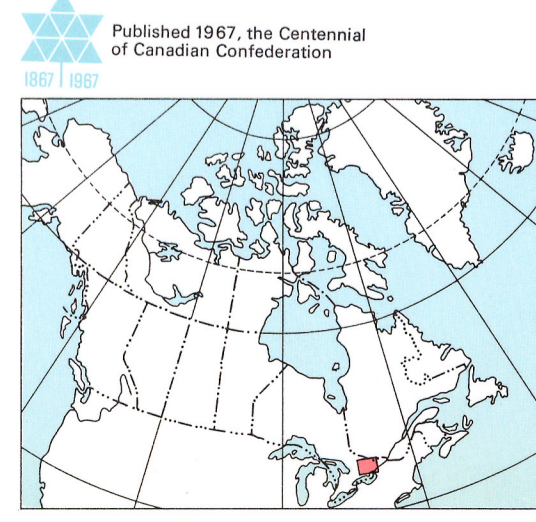 Published 1967, the Centennial
of Canadian Confederation
1867 1967